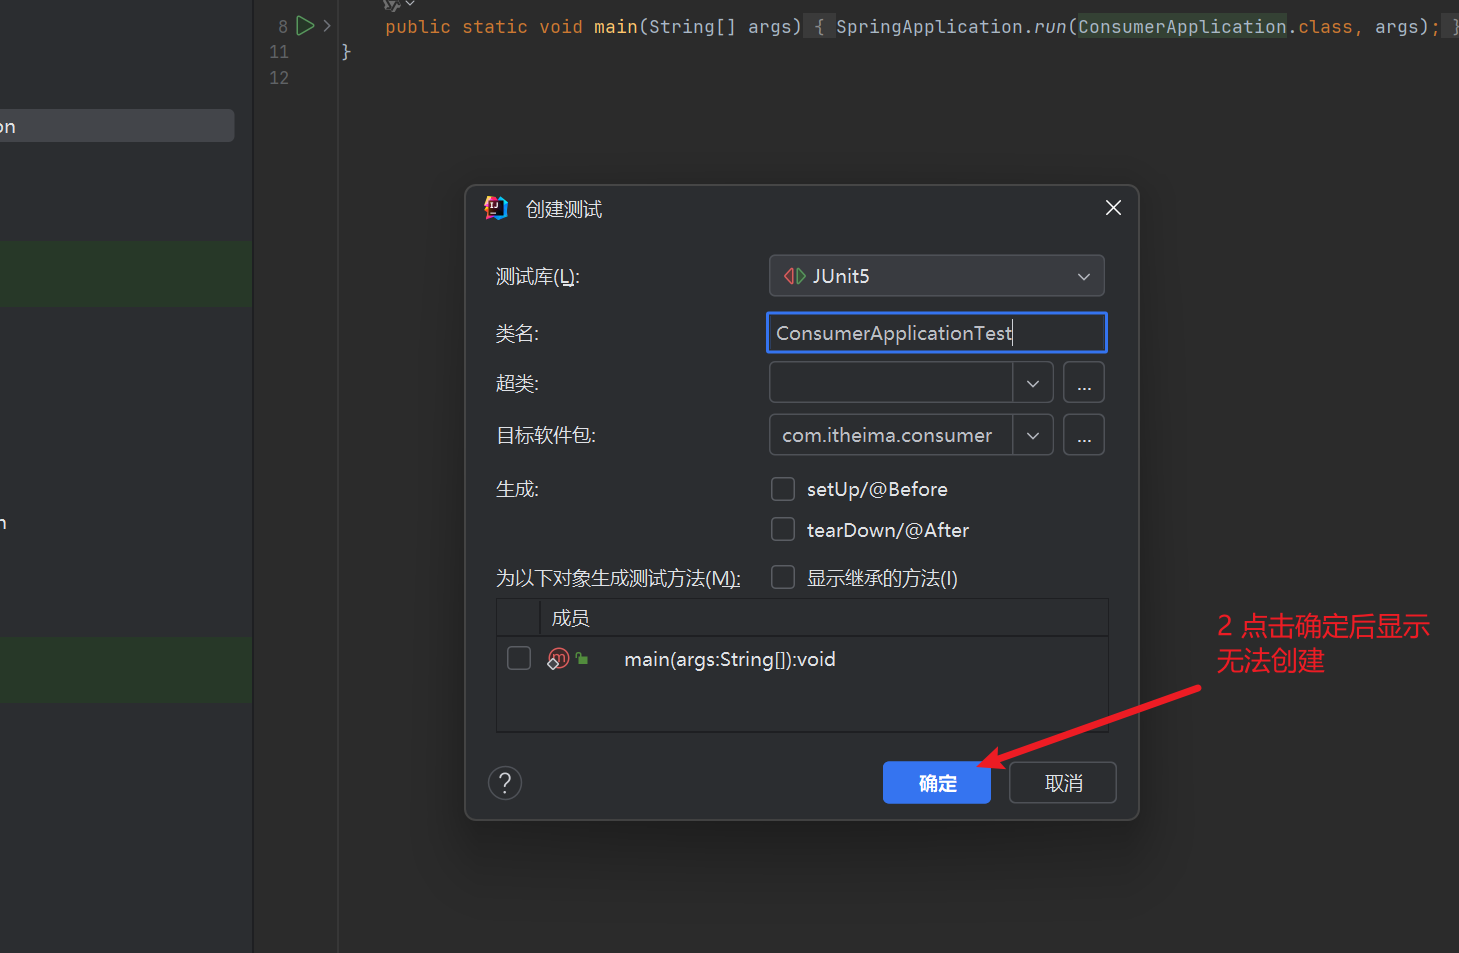 8 public static void main(String[] args) { SpringApplication.run(ConsumerApplication.class, args); }
11 }
12
on
创建测试
测试库(L): JUnit5
类名: ConsumerApplicationTest
超类: ...
目标软件包: com.itheima.consumer ...
生成: setUp/@Before
tearDown/@After
n
为以下对象生成测试方法(M): 显示继承的方法(I)
成员
main(args:String[]):void
2 点击确定后显示
无法创建
? 确定 取消